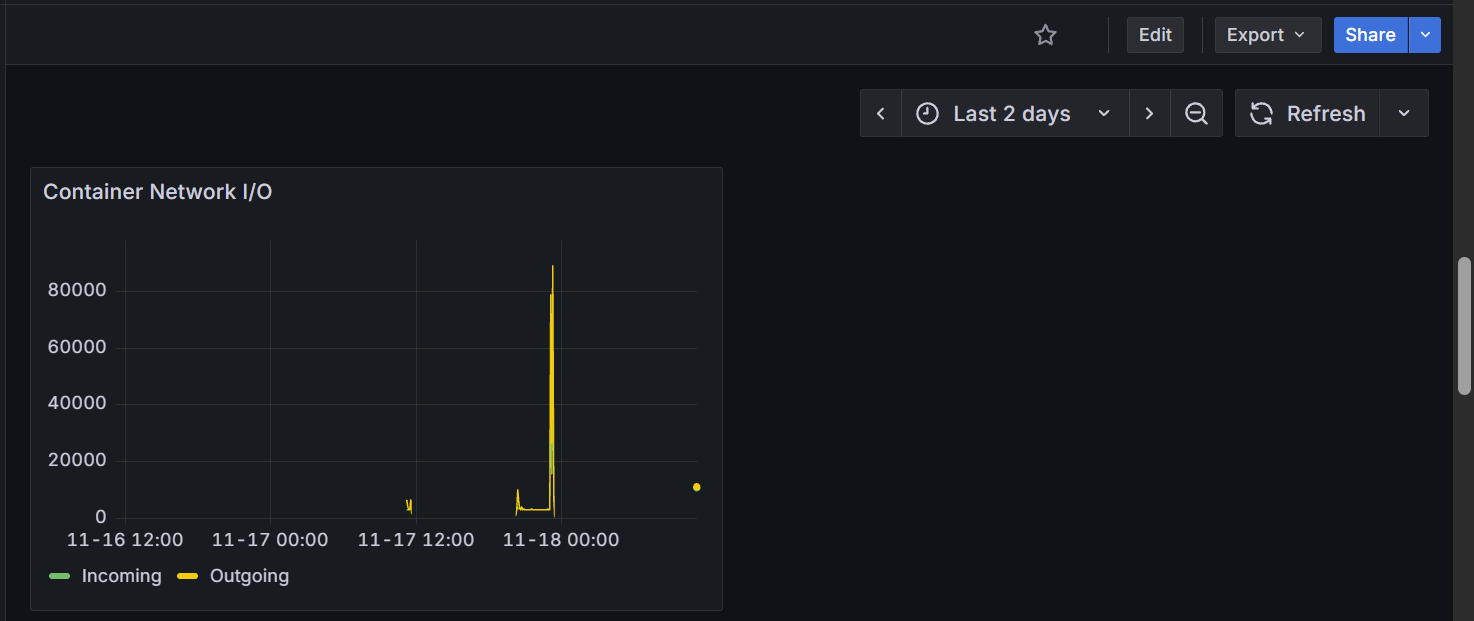 Edit Export Share
Last 2 days Refresh
Container Network I/O
80000
60000
40000
20000
0
11-16 12:00 11-17 00:00 11-17 12:00 11-18 00:00
Incoming Outgoing